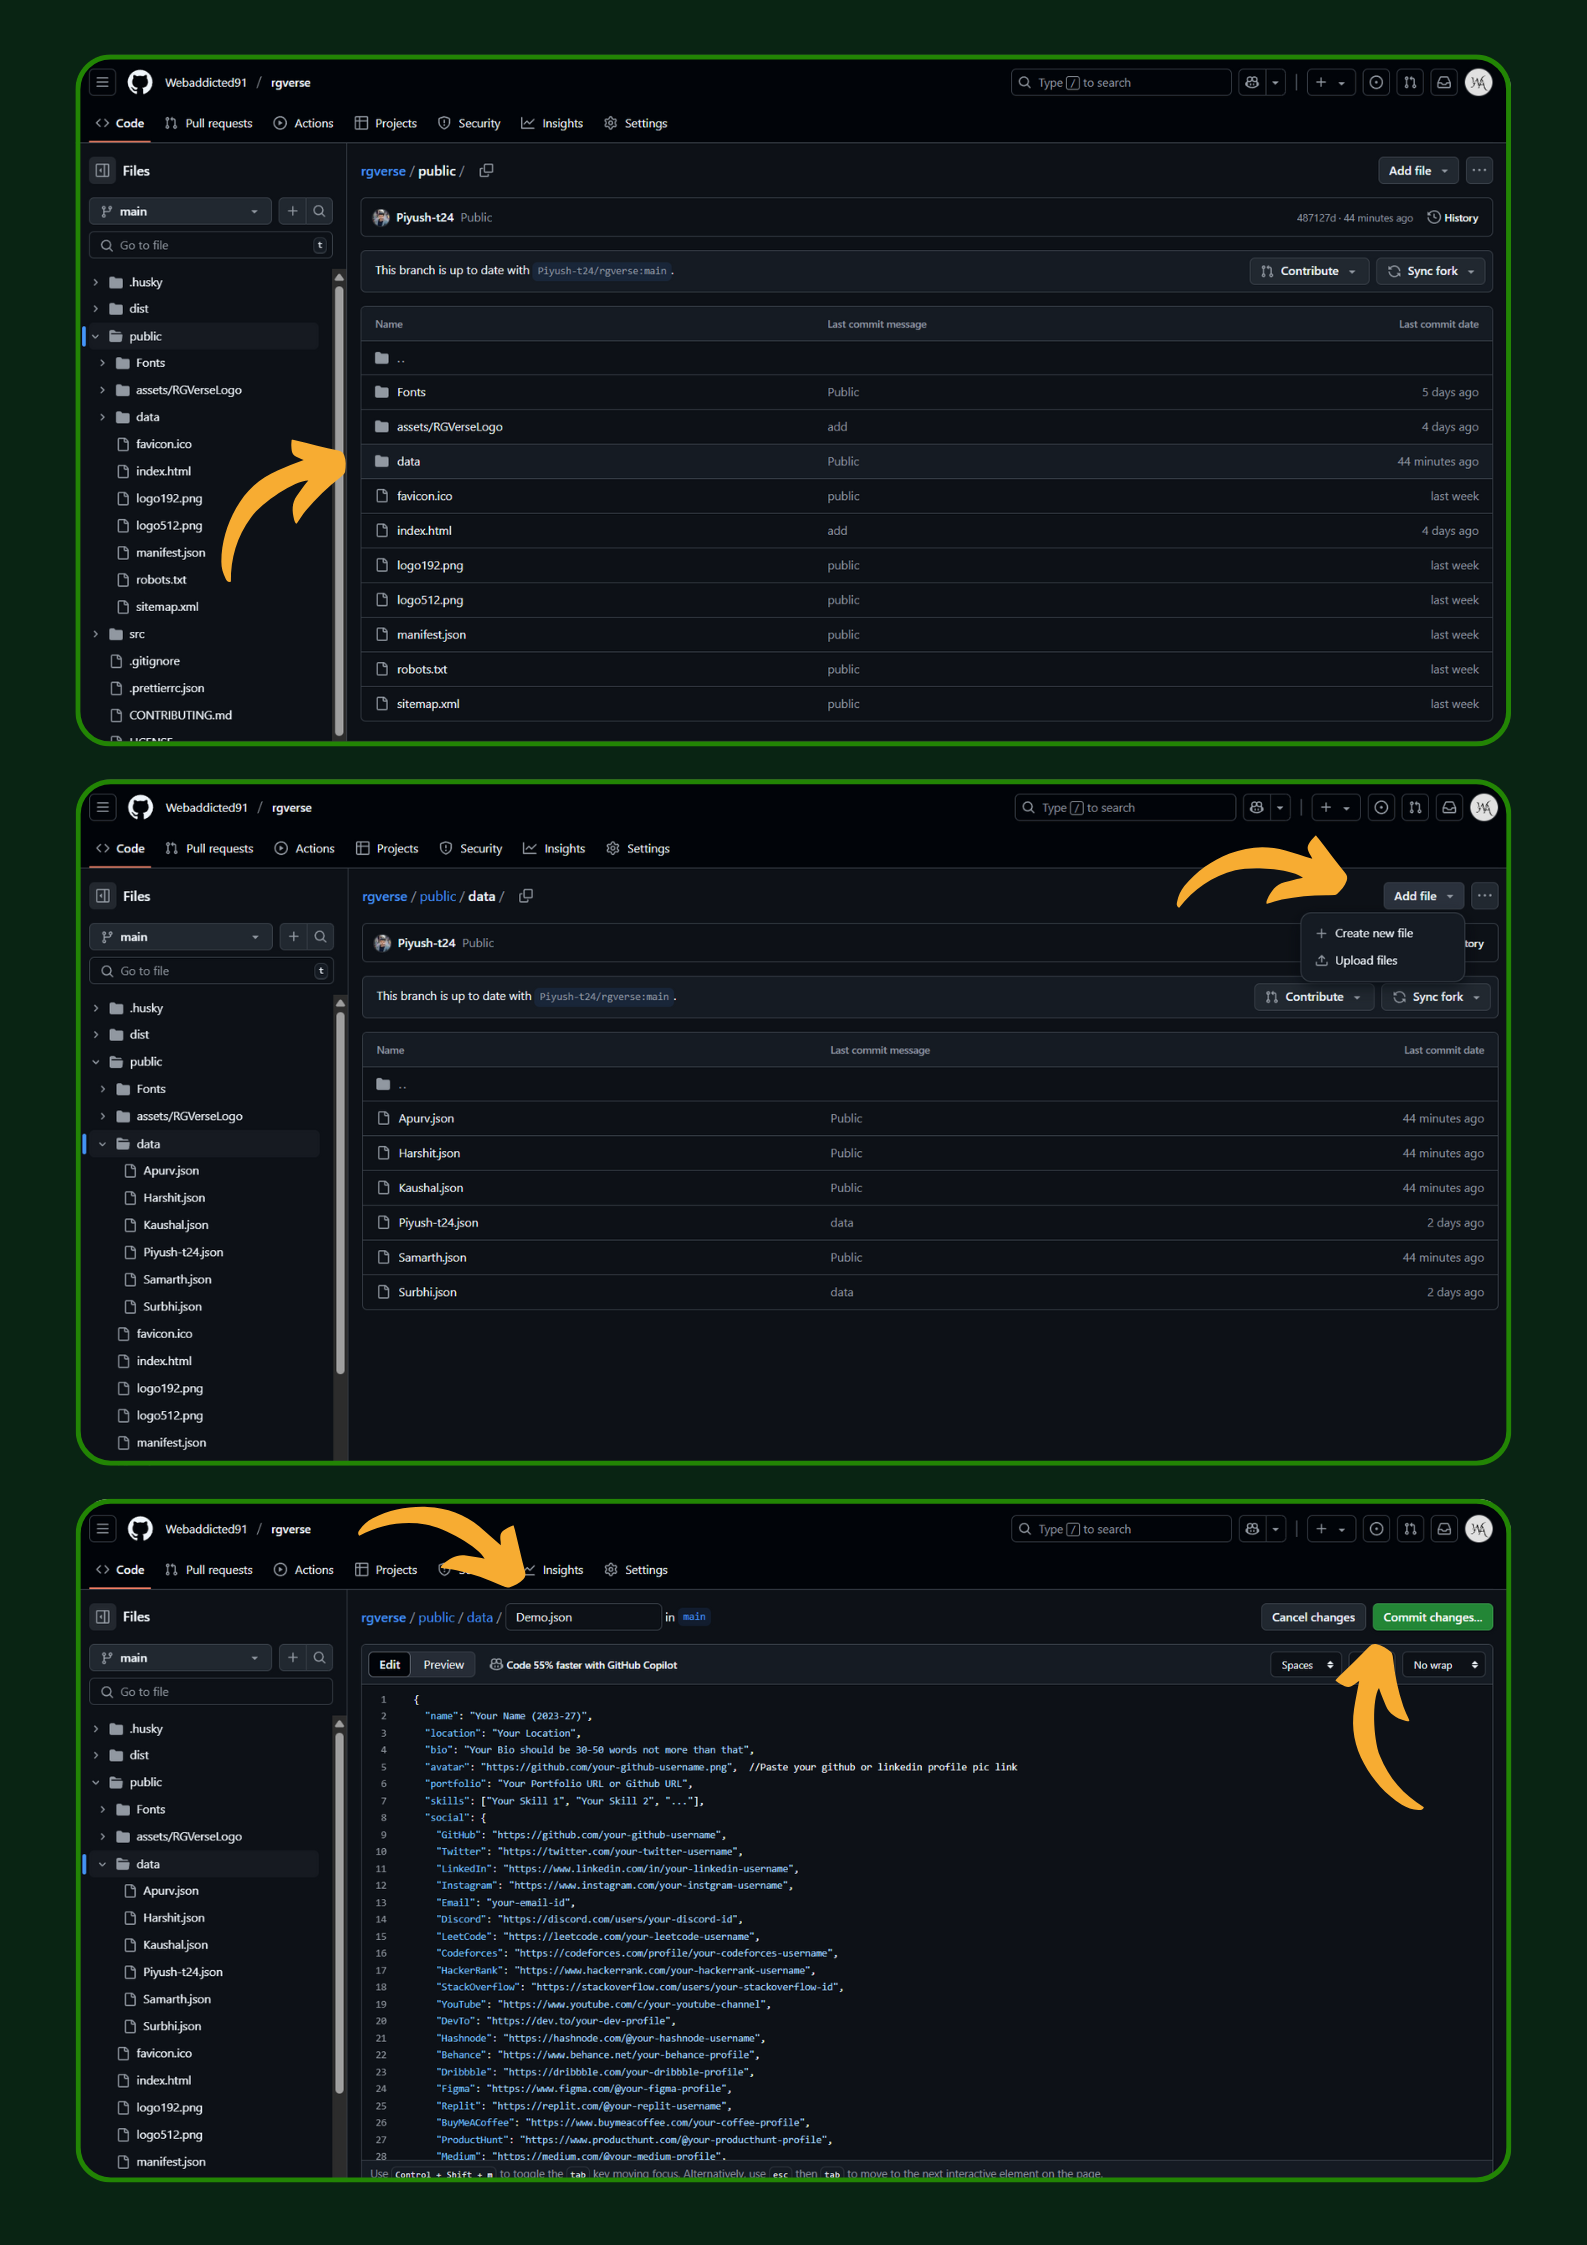 Webaddicted91 / rgverse
Type / to search
Code Pull requests Actions Projects Security Insights Settings
Files
rgverse / public /
Add file
main
Piyush-t24 Public
487127d · 44 minutes ago History
Go to file t
This branch is up to date with Piyush-t24/rgverse:main .
Contribute Sync fork
.husky
dist
public
Fonts
assets/RGVerseLogo
data
favicon.ico
index.html
logo192.png
logo512.png
manifest.json
robots.txt
sitemap.xml
src
.gitignore
.prettierrc.json
CONTRIBUTING.md
LICENSE
Name Last commit message Last commit date
..
Fonts Public 5 days ago
assets/RGVerseLogo add 4 days ago
data Public 44 minutes ago
favicon.ico public last week
index.html add 4 days ago
logo192.png public last week
logo512.png public last week
manifest.json public last week
robots.txt public last week
sitemap.xml public last week
Webaddicted91 / rgverse
Type / to search
Code Pull requests Actions Projects Security Insights Settings
Files
rgverse / public / data /
Add file
Create new file
Upload files
main
Piyush-t24 Public
tory
Go to file t
This branch is up to date with Piyush-t24/rgverse:main .
Contribute Sync fork
.husky
dist
public
Fonts
assets/RGVerseLogo
data
Apurv.json
Harshit.json
Kaushal.json
Piyush-t24.json
Samarth.json
Surbhi.json
favicon.ico
index.html
logo192.png
logo512.png
manifest.json
Name Last commit message Last commit date
..
Apurv.json Public 44 minutes ago
Harshit.json Public 44 minutes ago
Kaushal.json Public 44 minutes ago
Piyush-t24.json data 2 days ago
Samarth.json Public 44 minutes ago
Surbhi.json data 2 days ago
Webaddicted91 / rgverse
Type / to search
Code Pull requests Actions Projects Insights Settings
Files
rgverse / public / data / Demo.json in main
Cancel changes Commit changes...
main
Edit Preview Code 55% faster with GitHub Copilot
Spaces No wrap
Go to file
.husky
dist
public
Fonts
assets/RGVerseLogo
data
Apurv.json
Harshit.json
Kaushal.json
Piyush-t24.json
Samarth.json
Surbhi.json
favicon.ico
index.html
logo192.png
logo512.png
manifest.json
1 {
2 "name": "Your Name (2023-27)",
3 "location": "Your Location",
4 "bio": "Your Bio should be 30-50 words not more than that",
5 "avatar": "https://github.com/your-github-username.png", //Paste your github or linkedin profile pic link
6 "portfolio": "Your Portfolio URL or Github URL",
7 "skills": ["Your Skill 1", "Your Skill 2", "..."],
8 "social": {
9 "GitHub": "https://github.com/your-github-username",
10 "Twitter": "https://twitter.com/your-twitter-username",
11 "LinkedIn": "https://www.linkedin.com/in/your-linkedin-username",
12 "Instagram": "https://www.instagram.com/your-instgram-username",
13 "Email": "your-email-id",
14 "Discord": "https://discord.com/users/your-discord-id",
15 "LeetCode": "https://leetcode.com/your-leetcode-username",
16 "Codeforces": "https://codeforces.com/profile/your-codeforces-username",
17 "HackerRank": "https://www.hackerrank.com/your-hackerrank-username",
18 "StackOverflow": "https://stackoverflow.com/users/your-stackoverflow-id",
19 "YouTube": "https://www.youtube.com/c/your-youtube-channel",
20 "DevTo": "https://dev.to/your-dev-profile",
21 "Hashnode": "https://hashnode.com/@your-hashnode-username",
22 "Behance": "https://www.behance.net/your-behance-profile",
23 "Dribbble": "https://dribbble.com/your-dribbble-profile",
24 "Figma": "https://www.figma.com/@your-figma-profile",
25 "Replit": "https://replit.com/@your-replit-username",
26 "BuyMeACoffee": "https://www.buymeacoffee.com/your-coffee-profile",
27 "ProductHunt": "https://www.producthunt.com/@your-producthunt-profile",
28 "Medium": "https://medium.com/@your-medium-profile",
Use Control + Shift + m to toggle the tab key moving focus. Alternatively, use esc then tab to move to the next interactive element on the page.